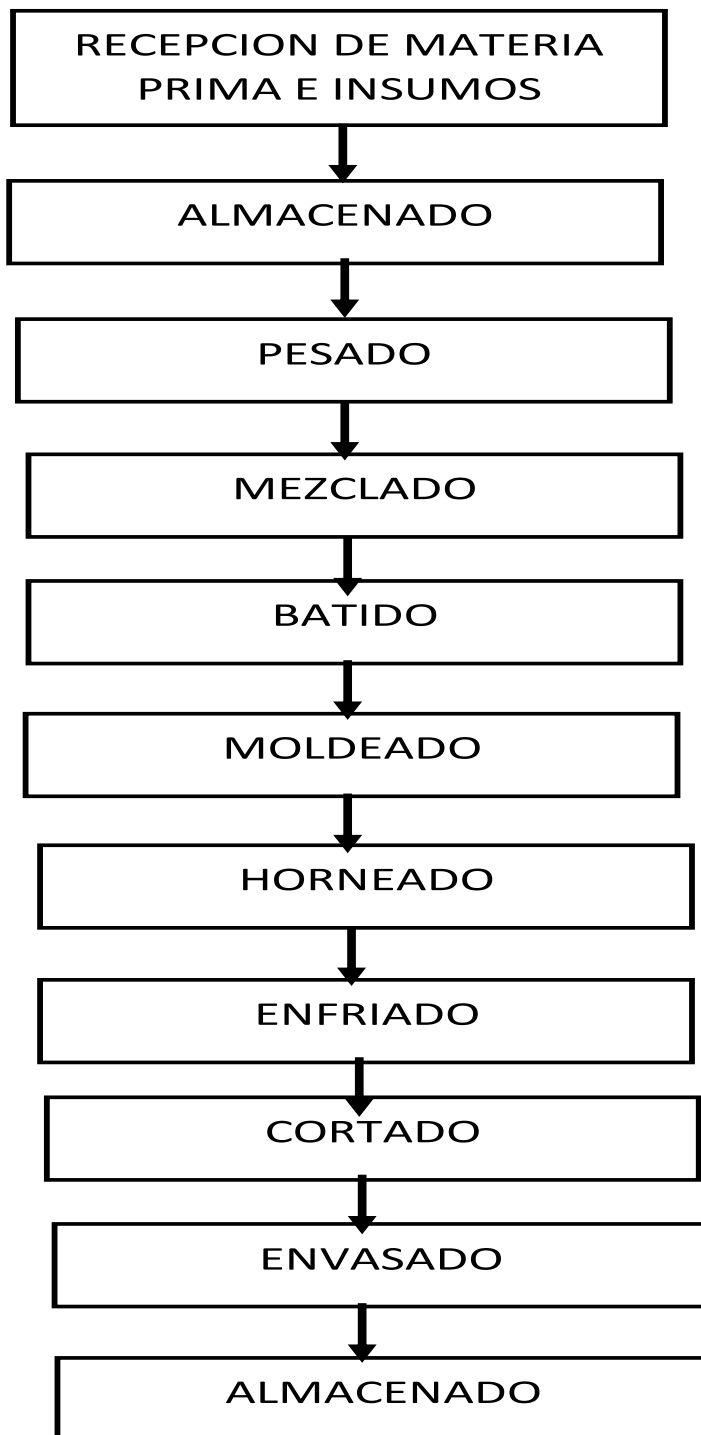 RECEPCION DE MATERIA
PRIMA E INSUMOS
ALMACENADO
PESADO
MEZCLADO
BATIDO
MOLDEADO
HORNEADO
ENFRIADO
CORTADO
ENVASADO
ALMACENADO